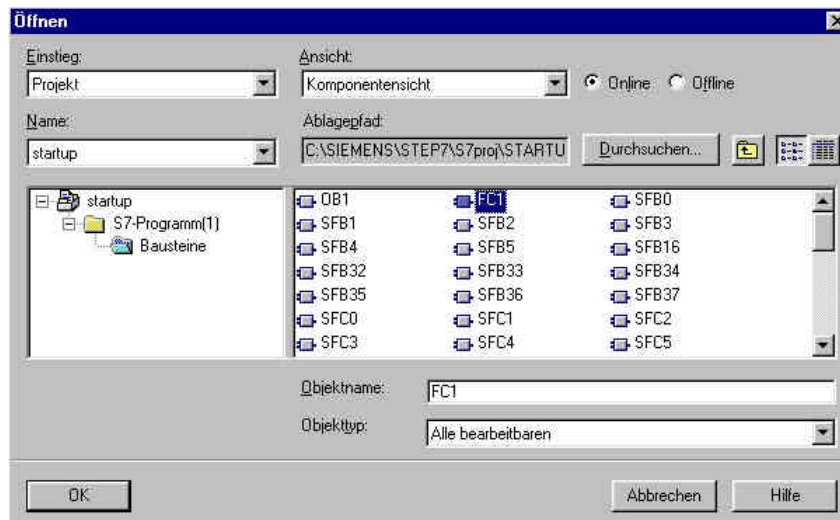 Öffnen
Einstieg:
Ansicht:
Projekt
Komponentensicht
Online
Offline
Name:
Ablagepfad:
startup
C:\SIEMENS\STEP7\S7proj\STARTU
Durchsuchen...
startup
S7-Programm(1)
Bausteine
OB1 FC1 SFB0
SFB1 SFB2 SFB3
SFB4 SFB5 SFB16
SFB32 SFB33 SFB34
SFB35 SFB36 SFB37
SFC0 SFC1 SFC2
SFC3 SFC4 SFC5
Objektname:
FC1
Objekttyp:
Alle bearbeitbaren
OK
Abbrechen
Hilfe